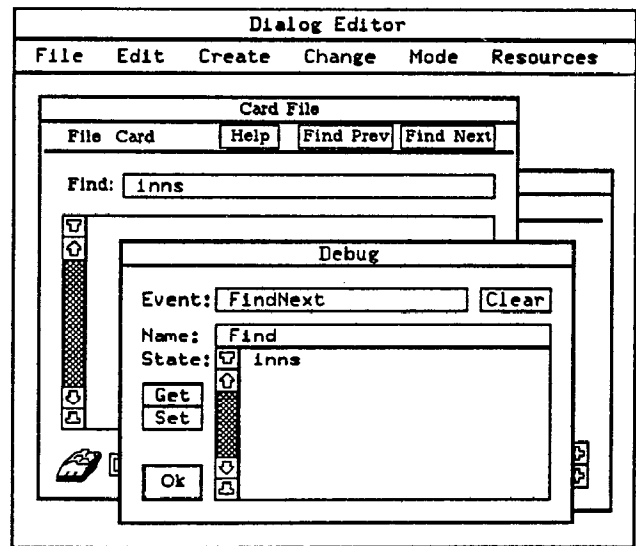 Dialog Editor
File Edit Create Change Mode Resources
Card File
File Card Help Find Prev Find Next
Find: inns
Debug
Event: FindNext Clear
Name: Find
State: inns
Get
Set
Ok